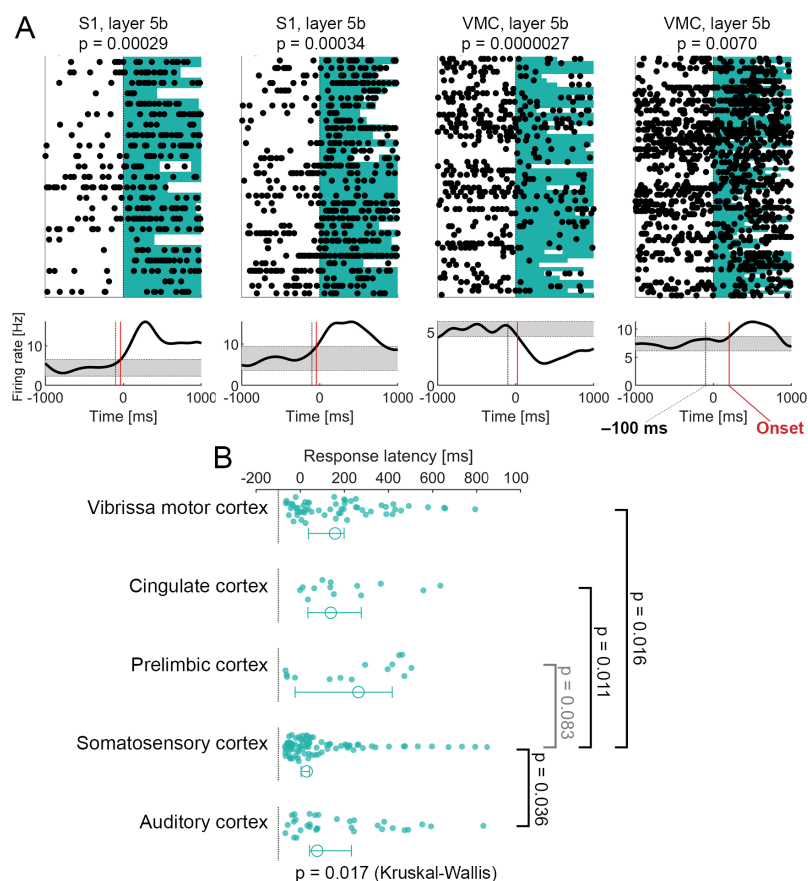 A
S1, layer 5b
p = 0.00029
S1, layer 5b
p = 0.00034
VMC, layer 5b
p = 0.0000027
VMC, layer 5b
p = 0.0070
Firing rate [Hz]
10
0
-1000 0 1000
Time [ms]
10
0
-1000 0 1000
Time [ms]
5
0
-1000 0 1000
Time [ms]
10
5
0
-1000 0 1000
Time [ms]
–100 ms
Onset
B
Response latency [ms]
-200 0 200 400 600 800 100
Vibrissa motor cortex
Cingulate cortex
Prelimbic cortex
Somatosensory cortex
Auditory cortex
p = 0.016
p = 0.011
p = 0.083
p = 0.036
p = 0.017 (Kruskal-Wallis)